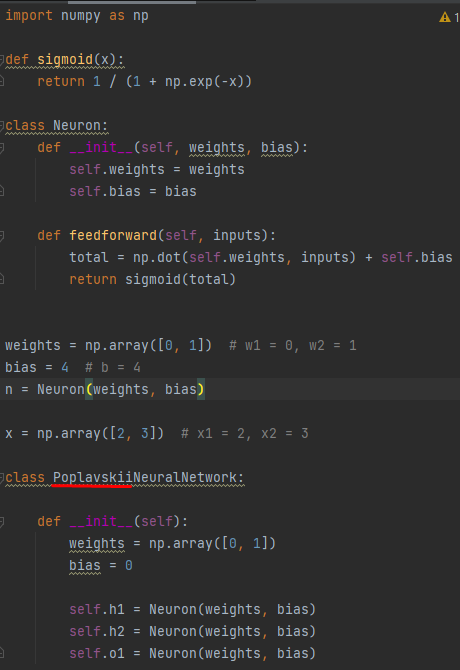 import numpy as np
1
def sigmoid(x):
    return 1 / (1 + np.exp(-x))
class Neuron:
    def __init__(self, weights, bias):
        self.weights = weights
        self.bias = bias
    def feedforward(self, inputs):
        total = np.dot(self.weights, inputs) + self.bias
        return sigmoid(total)
weights = np.array([0, 1])  # w1 = 0, w2 = 1
bias = 4  # b = 4
n = Neuron(weights, bias)
x = np.array([2, 3])  # x1 = 2, x2 = 3
class PoplavskiiNeuralNetwork:
    def __init__(self):
        weights = np.array([0, 1])
        bias = 0
        self.h1 = Neuron(weights, bias)
        self.h2 = Neuron(weights, bias)
        self.o1 = Neuron(weights, bias)